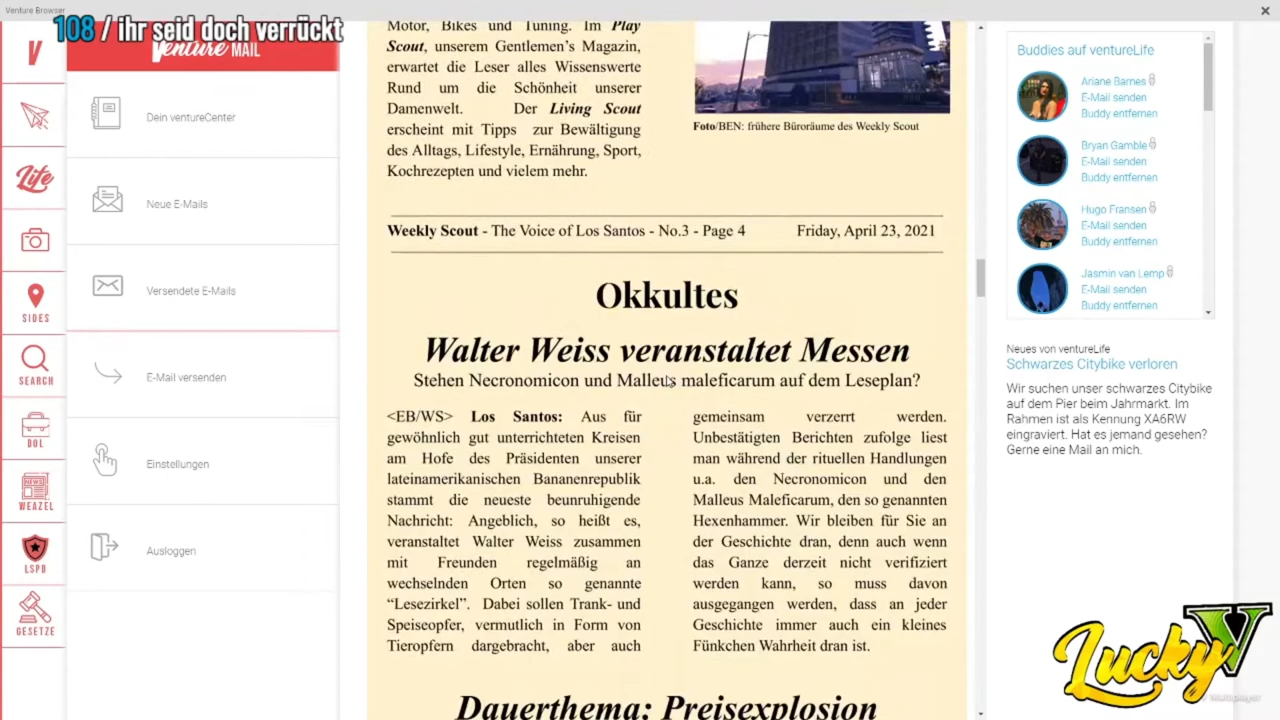 Venture Browser
108 / ihr seid doch verrückt
Venture MAIL
Dein ventureCenter
Neue E-Mails
Versendete E-Mails
E-Mail versenden
Einstellungen
Ausloggen
V
Life
SIDES
SEARCH
DOL
WEAZEL
LSPD
GESETZE
Motor, Bikes und Tuning. Im Play
Scout, unserem Gentlemen’s Magazin,
erwartet die Leser alles Wissenswerte
Rund um die Schönheit unserer
Damenwelt. Der Living Scout
erscheint mit Tipps zur Bewältigung
des Alltags, Lifestyle, Ernährung, Sport,
Kochrezepten und vielem mehr.
Foto/BEN: frühere Büroräume des Weekly Scout
Weekly Scout - The Voice of Los Santos - No.3 - Page 4 Friday, April 23, 2021
Okkultes
Walter Weiss veranstaltet Messen
Stehen Necronomicon und Malleus maleficarum auf dem Leseplan?
<EB/WS> Los Santos: Aus für
gewöhnlich gut unterrichteten Kreisen
am Hofe des Präsidenten unserer
lateinamerikanischen Bananenrepublik
stammt die neueste beunruhigende
Nachricht: Angeblich, so heißt es,
veranstaltet Walter Weiss zusammen
mit Freunden regelmäßig an
wechselnden Orten so genannte
“Lesezirkel”. Dabei sollen Trank- und
Speiseopfer, vermutlich in Form von
Tieropfern dargebracht, aber auch
gemeinsam verzerrt werden.
Unbestätigten Berichten zufolge liest
man während der rituellen Handlungen
u.a. den Necronomicon und den
Malleus Maleficarum, den so genannten
Hexenhammer. Wir bleiben für Sie an
der Geschichte dran, denn auch wenn
das Ganze derzeit nicht verifiziert
werden kann, so muss davon
ausgegangen werden, dass an jeder
Geschichte immer auch ein kleines
Fünkchen Wahrheit dran ist.
Dauerthema: Preisexplosion
Buddies auf ventureLife
Ariane Barnes
E-Mail senden
Buddy entfernen
Bryan Gamble
E-Mail senden
Buddy entfernen
Hugo Fransen
E-Mail senden
Buddy entfernen
Jasmin van Lemp
E-Mail senden
Buddy entfernen
Neues von ventureLife
Schwarzes Citybike verloren
Wir suchen unser schwarzes Citybike
auf dem Pier beim Jahrmarkt. Im
Rahmen ist als Kennung XA6RW
eingraviert. Hat es jemand gesehen?
Gerne eine Mail an mich.
LuckyV
Multiplayer